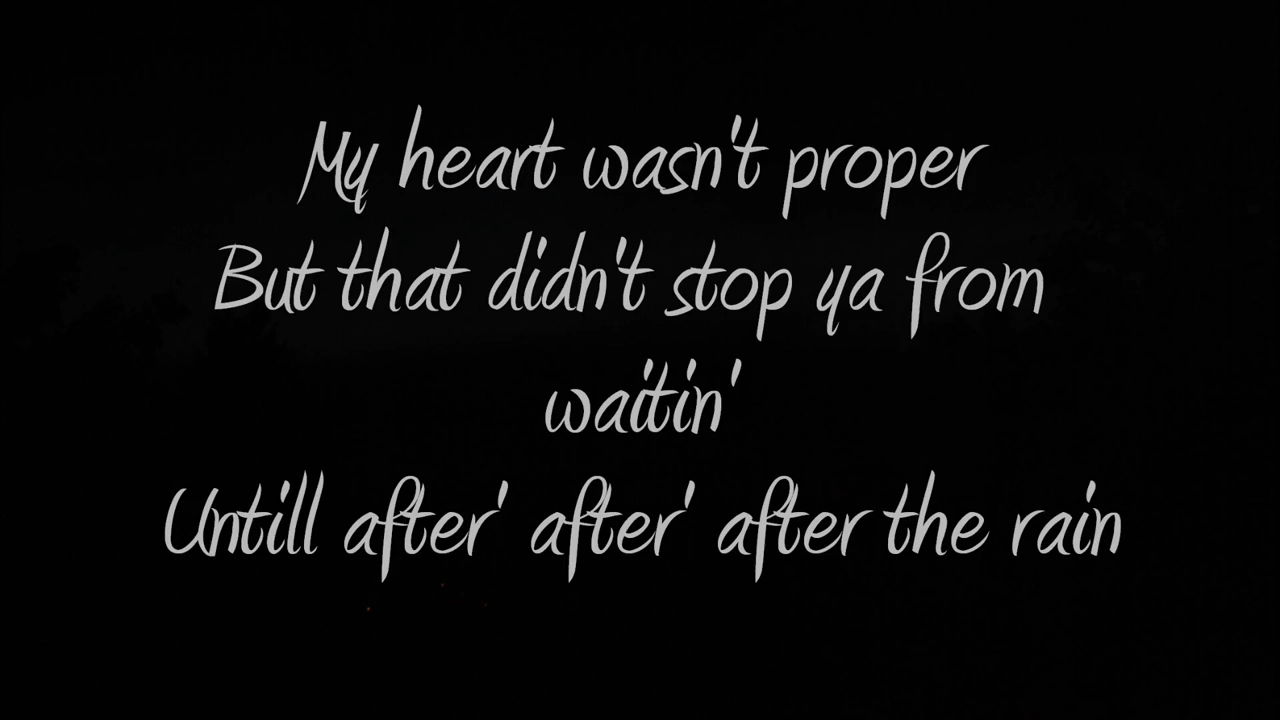 My heart wasn't proper
But that didn't stop ya from
waitin'
Untill after' after' after the rain